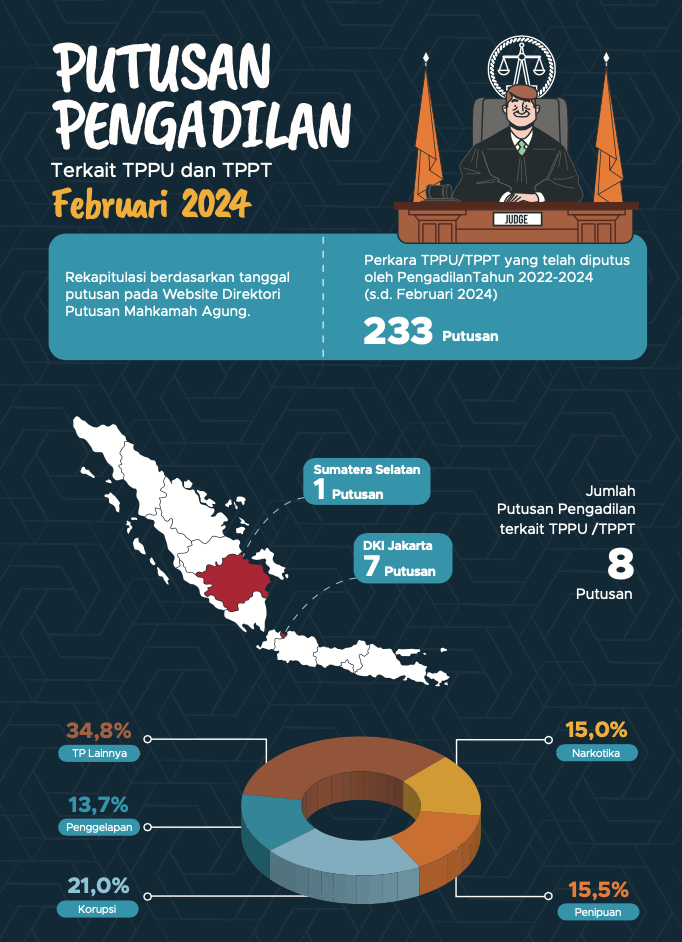 PUTUSAN
PENGADILAN
Terkait TPPU dan TPPT
Februari 2024
JUDGE
Rekapitulasi berdasarkan tanggal
putusan pada Website Direktori
Putusan Mahkamah Agung.
Perkara TPPU/TPPT yang telah diputus
oleh PengadilanTahun 2022-2024
(s.d. Februari 2024)
233 Putusan
Sumatera Selatan
1 Putusan
DKI Jakarta
7 Putusan
Jumlah
Putusan Pengadilan
terkait TPPU /TPPT
8
Putusan
34,8%
TP Lainnya
13,7%
Penggelapan
21,0%
Korupsi
15,0%
Narkotika
15,5%
Penipuan